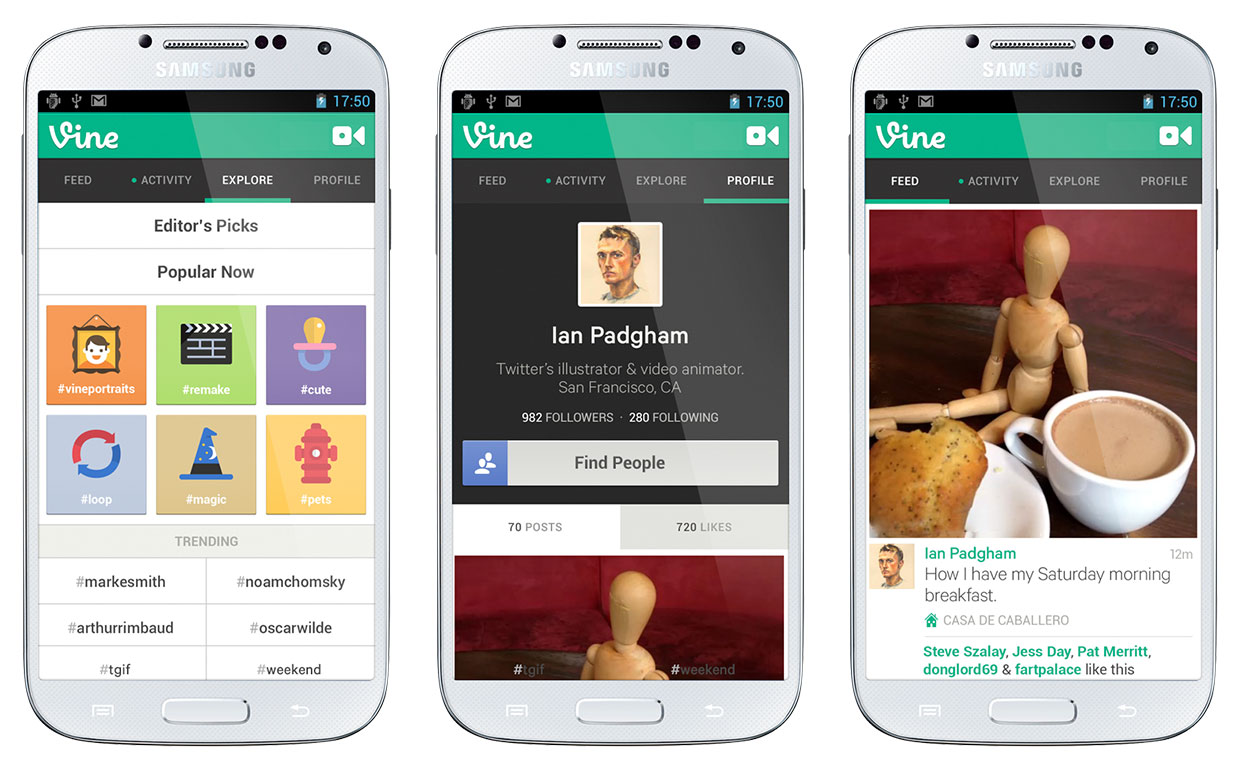 SAMSUNG
17:50
Vine
FEED
ACTIVITY
EXPLORE
PROFILE
Editor's Picks
Popular Now
#vineportraits
#remake
#cute
#loop
#magic
#pets
TRENDING
#markesmith
#noamchomsky
#arthurrimbaud
#oscarwilde
#tgif
#weekend
SAMSUNG
17:50
Vine
FEED
ACTIVITY
EXPLORE
PROFILE
Ian Padgham
Twitter's illustrator & video animator.
San Francisco, CA
982 FOLLOWERS · 280 FOLLOWING
Find People
70 POSTS
720 LIKES
#tgif
#weekend
SAMSUNG
17:50
Vine
FEED
ACTIVITY
EXPLORE
PROFILE
Ian Padgham
12m
How I have my Saturday morning
breakfast.
CASA DE CABALLERO
Steve Szalay, Jess Day, Pat Merritt,
donglord69 & fartpalace like this